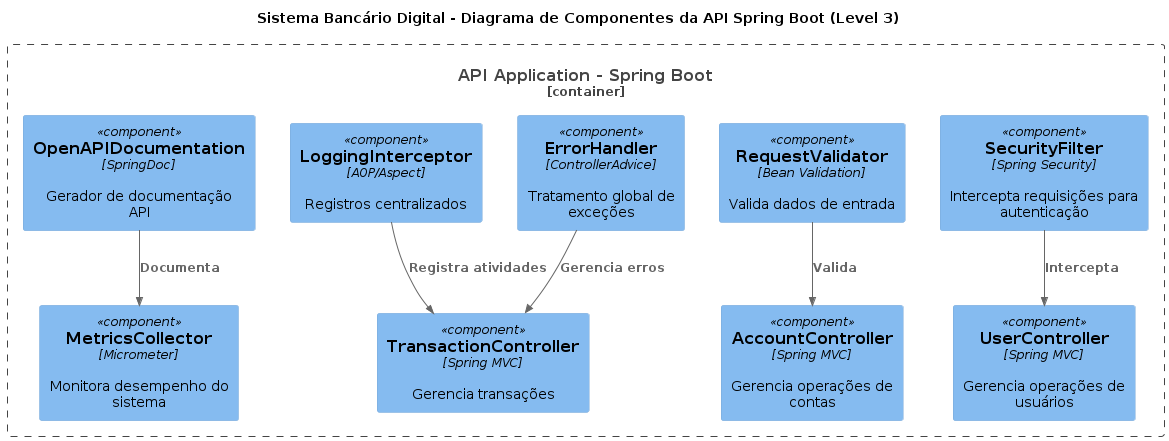 Sistema Bancário Digital - Diagrama de Componentes da API Spring Boot (Level 3)
API Application - Spring Boot
[container]
«component»
OpenAPIDocumentation
[SpringDoc]
Gerador de documentação
API
«component»
LoggingInterceptor
[AOP/Aspect]
Registros centralizados
«component»
ErrorHandler
[ControllerAdvice]
Tratamento global de
exceções
«component»
RequestValidator
[Bean Validation]
Valida dados de entrada
«component»
SecurityFilter
[Spring Security]
Intercepta requisições para
autenticação
Documenta
Registra atividades
Gerencia erros
Valida
Intercepta
«component»
MetricsCollector
[Micrometer]
Monitora desempenho do
sistema
«component»
TransactionController
[Spring MVC]
Gerencia transações
«component»
AccountController
[Spring MVC]
Gerencia operações de
contas
«component»
UserController
[Spring MVC]
Gerencia operações de
usuários